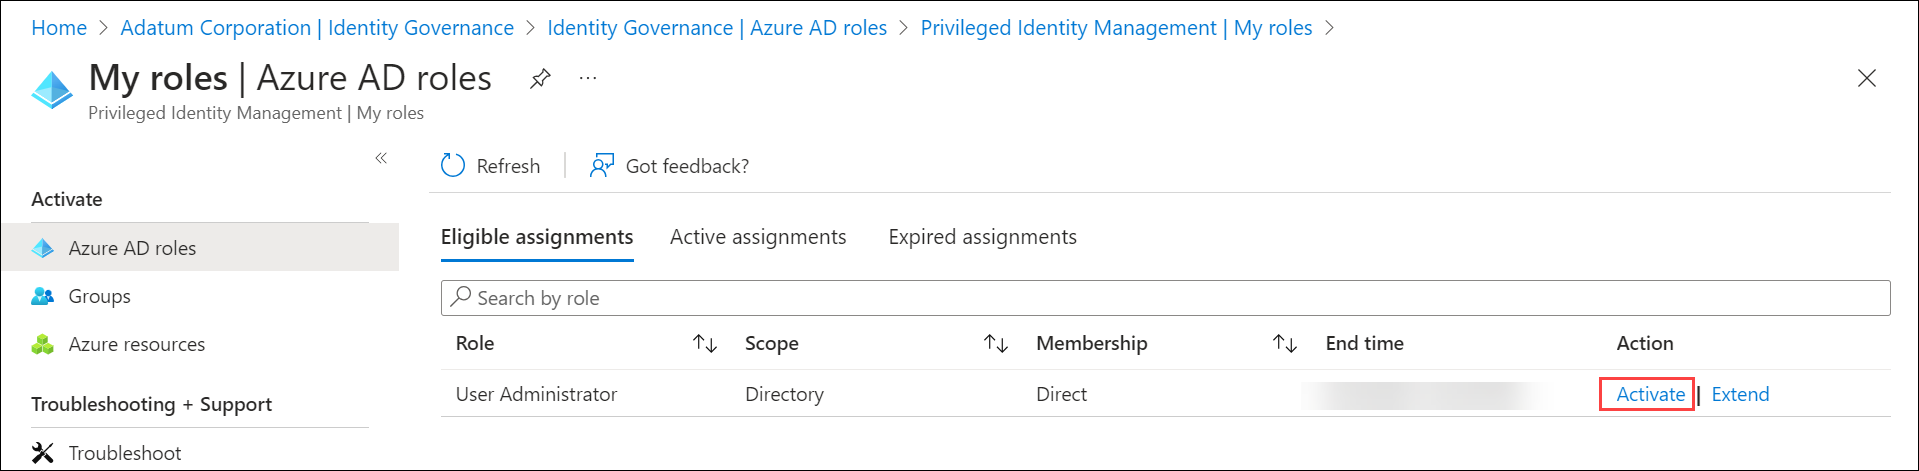 Home > Adatum Corporation | Identity Governance > Identity Governance | Azure AD roles > Privileged Identity Management | My roles >
My roles | Azure AD roles ...
Privileged Identity Management | My roles
«
Refresh | Got feedback?
Activate
Azure AD roles
Groups
Azure resources
Troubleshooting + Support
Troubleshoot
Eligible assignments Active assignments Expired assignments
Search by role
Role ↑↓ Scope ↑↓ Membership ↑↓ End time Action
User Administrator Directory Direct Activate | Extend